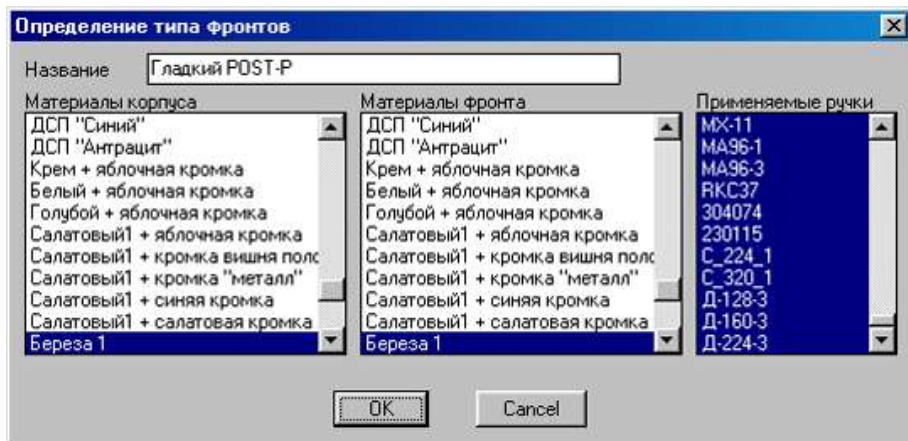 Определение типа фронтов
Название
Гладкий POST-P
Материалы корпуса
ДСП "Синий"
ДСП "Антрацит"
Крем + яблочная кромка
Белый + яблочная кромка
Голубой + яблочная кромка
Салатовый1 + яблочная кромка
Салатовый1 + кромка вишня поло
Салатовый1 + кромка "металл"
Салатовый1 + синяя кромка
Салатовый1 + салатовая кромка
Береза 1
Материалы фронта
ДСП "Синий"
ДСП "Антрацит"
Крем + яблочная кромка
Белый + яблочная кромка
Голубой + яблочная кромка
Салатовый1 + яблочная кромка
Салатовый1 + кромка вишня поло
Салатовый1 + кромка "металл"
Салатовый1 + синяя кромка
Салатовый1 + салатовая кромка
Береза 1
Применяемые ручки
MX-11
MA96-1
MA96-3
RKC37
304074
230115
C_224_1
C_320_1
Д-128-3
Д-160-3
Д-224-3
OK
Cancel